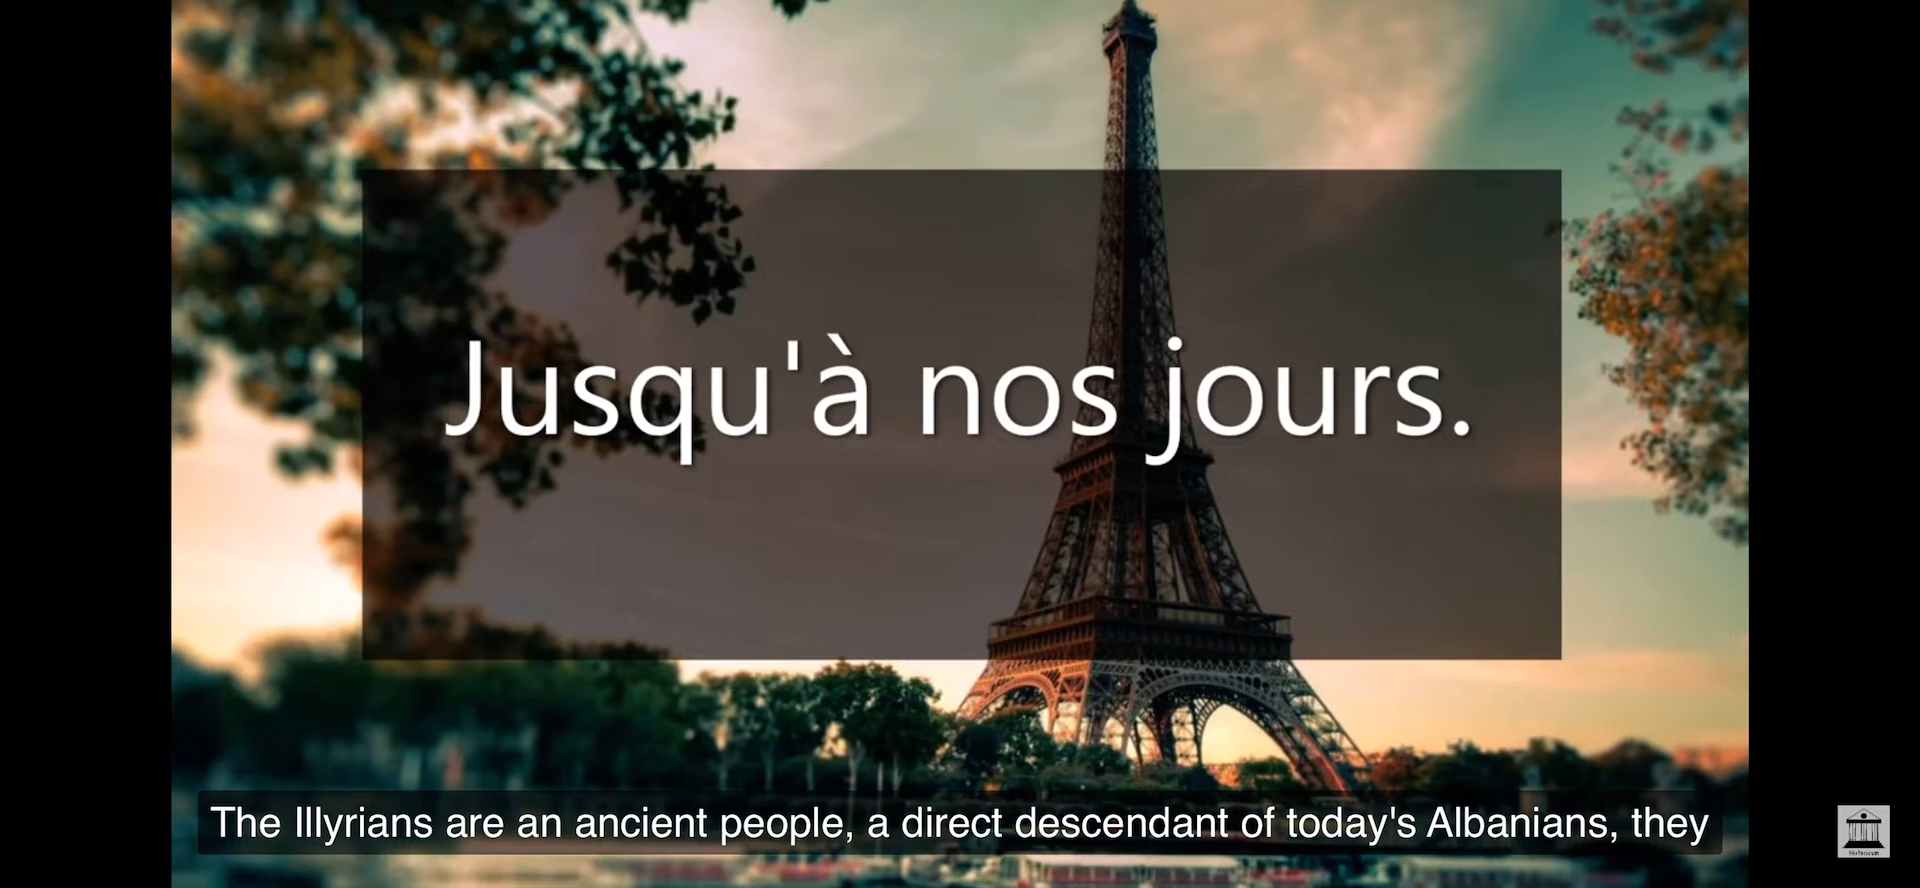 Jusqu'à nos jours.
The Illyrians are an ancient people, a direct descendant of today's Albanians, they